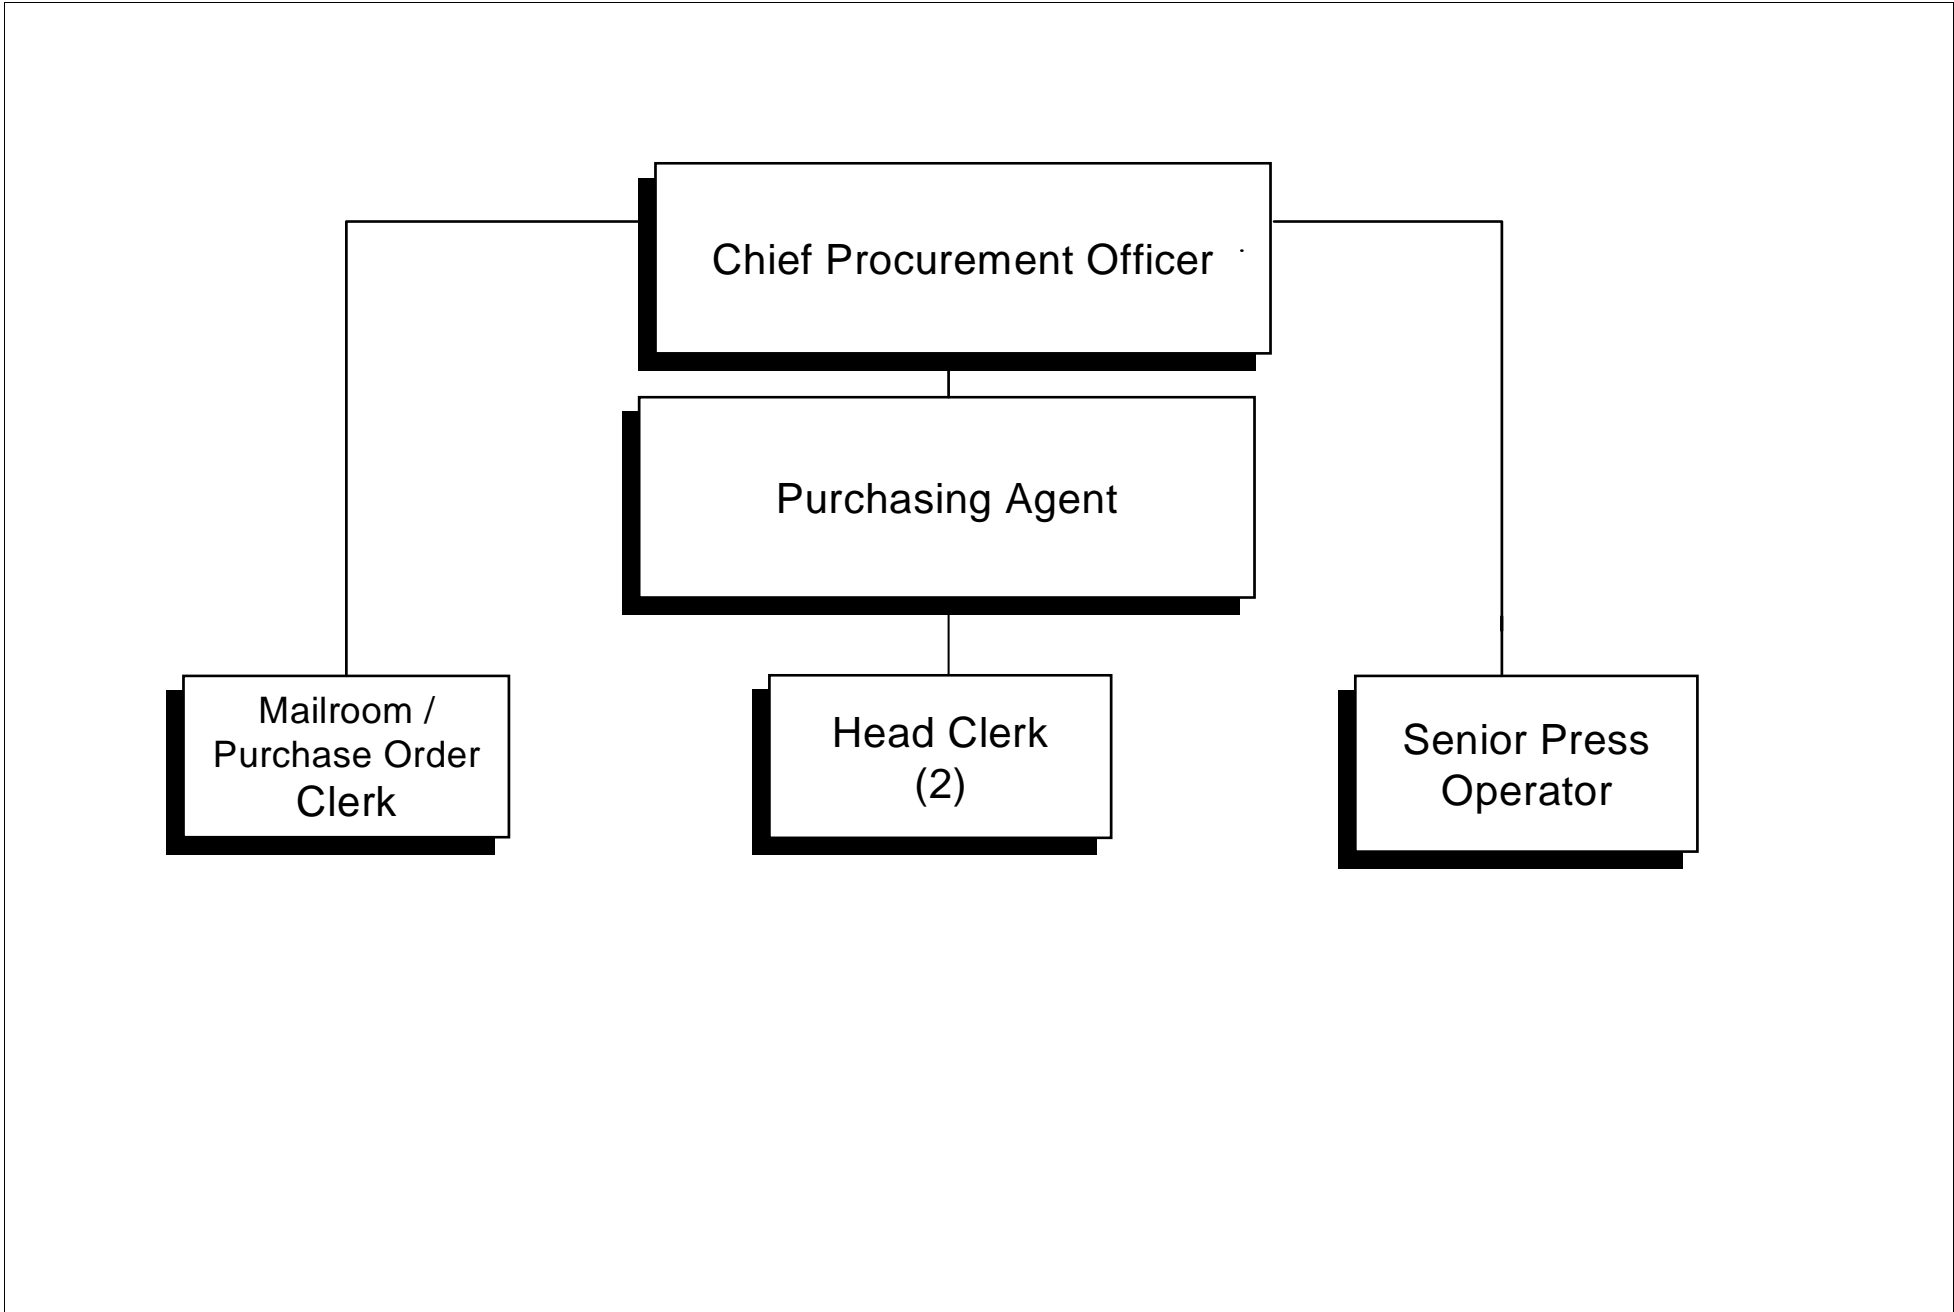 Chief Procurement Officer
Purchasing Agent
Mailroom /
Purchase Order
Clerk
Head Clerk
(2)
Senior Press
Operator